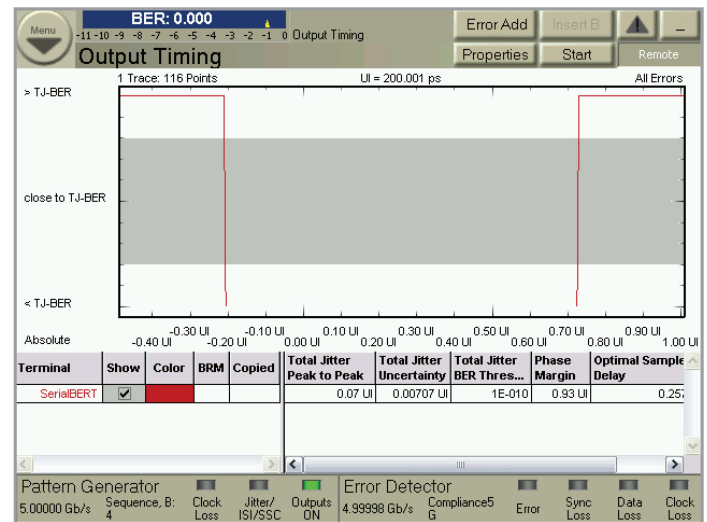 Menu
BER: 0.000
-11 -10 -9 -8 -7 -6 -5 -4 -3 -2 -1 0 Output Timing
Error Add
Insert B
Output Timing
Properties
Start
Remote
1 Trace: 116 Points
UI = 200.001 ps
All Errors
> TJ-BER
close to TJ-BER
< TJ-BER
-0.30 UI -0.10 UI 0.10 UI 0.30 UI 0.50 UI 0.70 UI 0.90 UI
Absolute
-0.40 UI -0.20 UI 0.00 UI 0.20 UI 0.40 UI 0.60 UI 0.80 UI 1.00 UI
Terminal Show Color BRM Copied Total Jitter Peak to Peak Total Jitter Uncertainty Total Jitter BER Thres... Phase Margin Optimal Sample Delay
SerialBERT 0.07 UI 0.00707 UI 1E-010 0.93 UI 0.257
Pattern Generator
5.00000 Gb/s
Sequence, B: 4
Clock Loss
Jitter/ ISI/SSC
Outputs ON
Error Detector
4.99998 Gb/s
Compliance5 G
Error
Sync Loss
Data Loss
Clock Loss